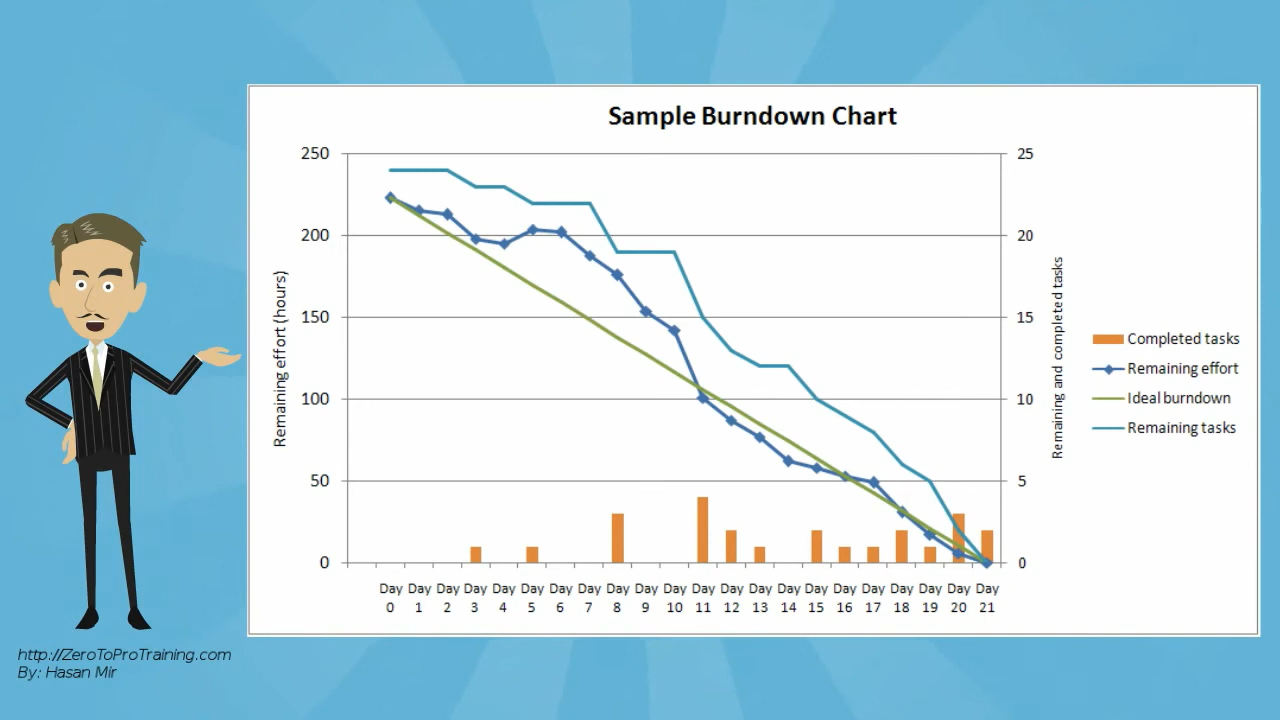 Sample Burndown Chart
250
200
150
100
50
0
Remaining effort (hours)
25
20
15
10
5
0
Remaining and completed tasks
Day 0
Day 1
Day 2
Day 3
Day 4
Day 5
Day 6
Day 7
Day 8
Day 9
Day 10
Day 11
Day 12
Day 13
Day 14
Day 15
Day 16
Day 17
Day 18
Day 19
Day 20
Day 21
Completed tasks
Remaining effort
Ideal burndown
Remaining tasks
http://ZeroToProTraining.com
By: Hasan Mir